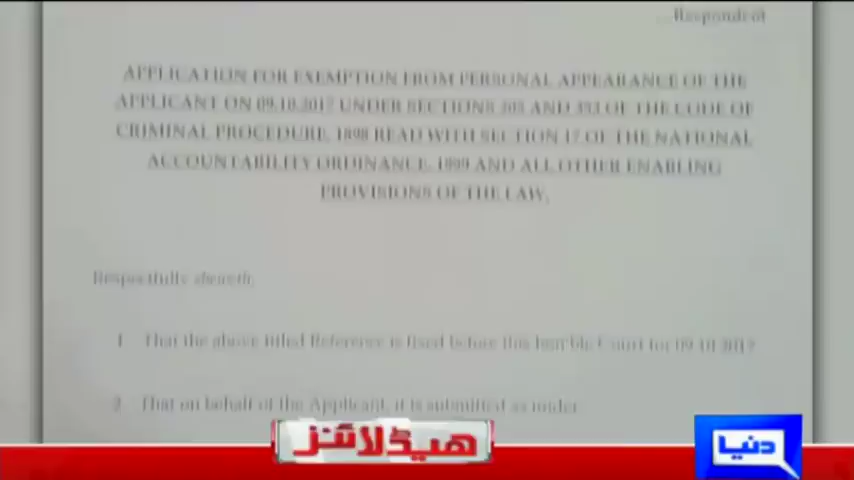 Respondent
APPLICATION FOR EXEMPTION FROM PERSONAL APPEARANCE OF THE
APPLICANT ON 09.10.2017 UNDER SECTIONS 205 AND 353 OF THE CODE OF
CRIMINAL PROCEDURE, 1898 READ WITH SECTION 17 OF THE NATIONAL
ACCOUNTABILITY ORDINANCE, 1999 AND ALL OTHER ENABLING
PROVISIONS OF THE LAW.
Respectfully sheweth,
1 That the above titled Reference is fixed before this hon'ble Court for 09.10.2017
2 That on behalf of the Applicant, it is submitted as under
ہیڈلائنز
دنیا